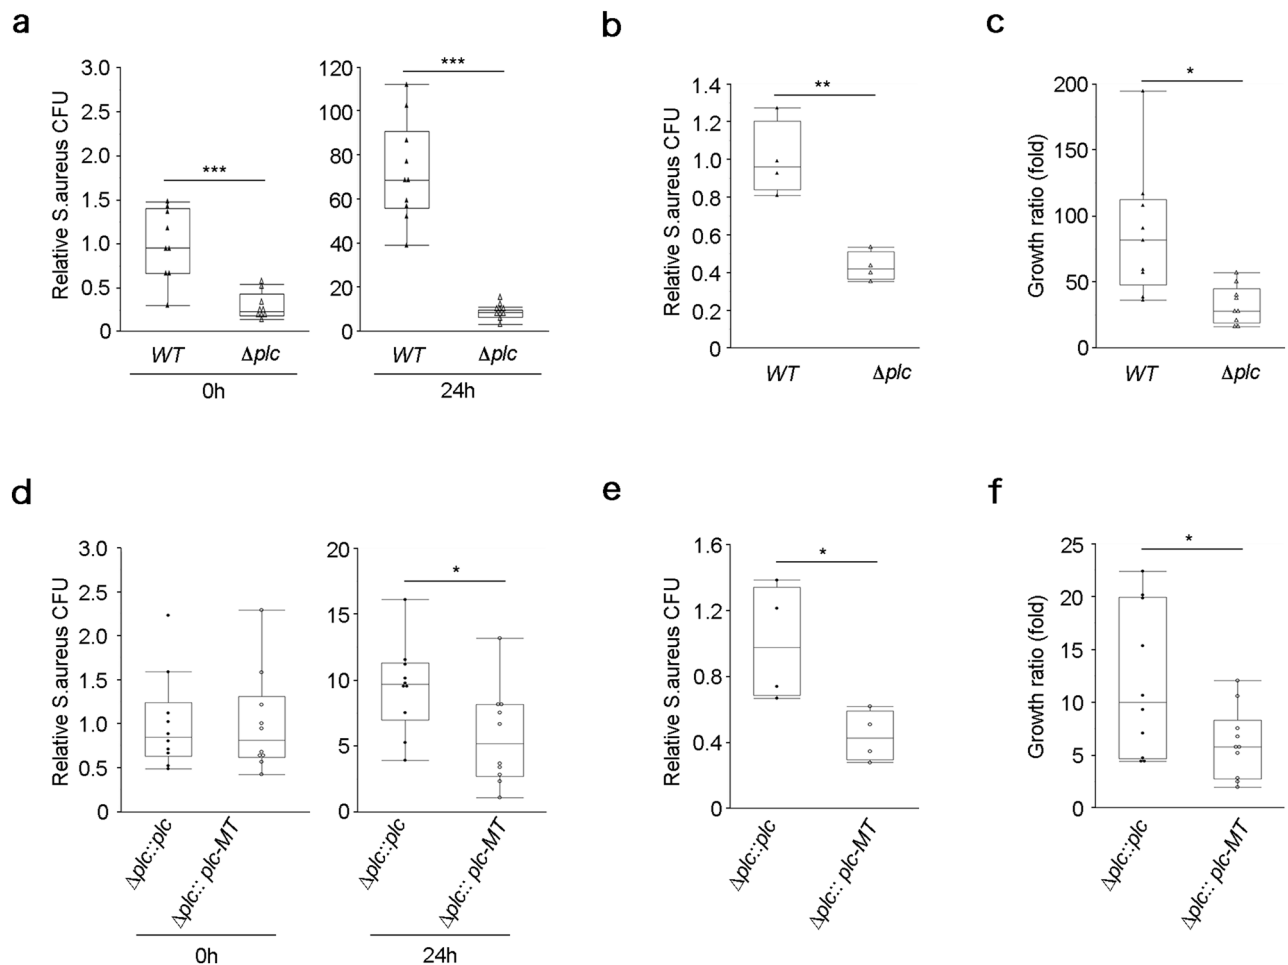 a
Relative S.aureus CFU
3.0
2.5
2.0
1.5
1.0
0.5
0
***
WT
Δplc
0h
120
100
80
60
40
20
0
***
WT
Δplc
24h
b
Relative S.aureus CFU
1.4
1.2
1.0
0.8
0.6
0.4
0.2
0
**
WT
Δplc
c
Growth ratio (fold)
200
150
100
50
0
*
WT
Δplc
d
Relative S.aureus CFU
3.0
2.5
2.0
1.5
1.0
0.5
0
Δplc::plc
Δplc:: plc-MT
0h
20
15
10
5
0
*
Δplc::plc
Δplc:: plc-MT
24h
e
Relative S.aureus CFU
1.6
1.2
0.8
0.4
0
*
Δplc::plc
Δplc:: plc-MT
f
Growth ratio (fold)
25
20
15
10
5
0
*
Δplc::plc
Δplc:: plc-MT